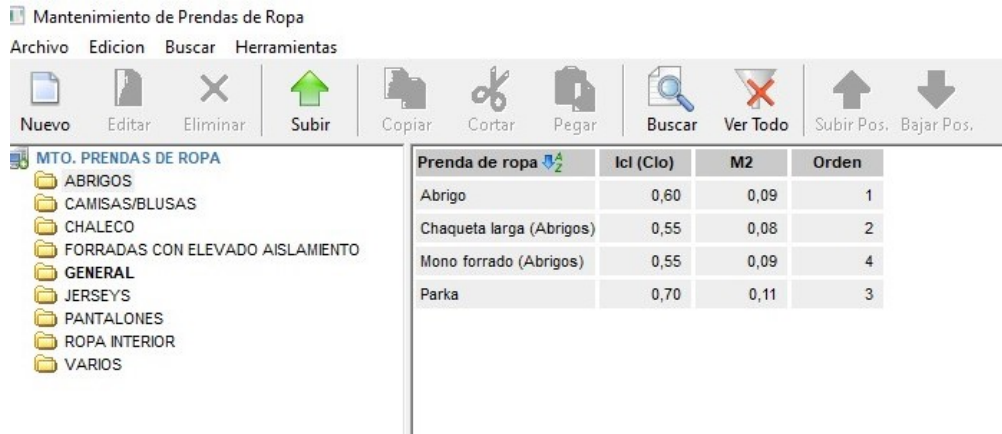 Mantenimiento de Prendas de Ropa
Archivo Edicion Buscar Herramientas
Nuevo Editar Eliminar Subir Copiar Cortar Pegar Buscar Ver Todo Subir Pos. Bajar Pos.
MTO. PRENDAS DE ROPA
ABRIGOS
CAMISAS/BLUSAS
CHALECO
FORRADAS CON ELEVADO AISLAMIENTO
GENERAL
JERSEYS
PANTALONES
ROPA INTERIOR
VARIOS
Prenda de ropa AZ Icl (Clo) M2 Orden
Abrigo 0,60 0,09 1
Chaqueta larga (Abrigos) 0,55 0,08 2
Mono forrado (Abrigos) 0,55 0,09 4
Parka 0,70 0,11 3